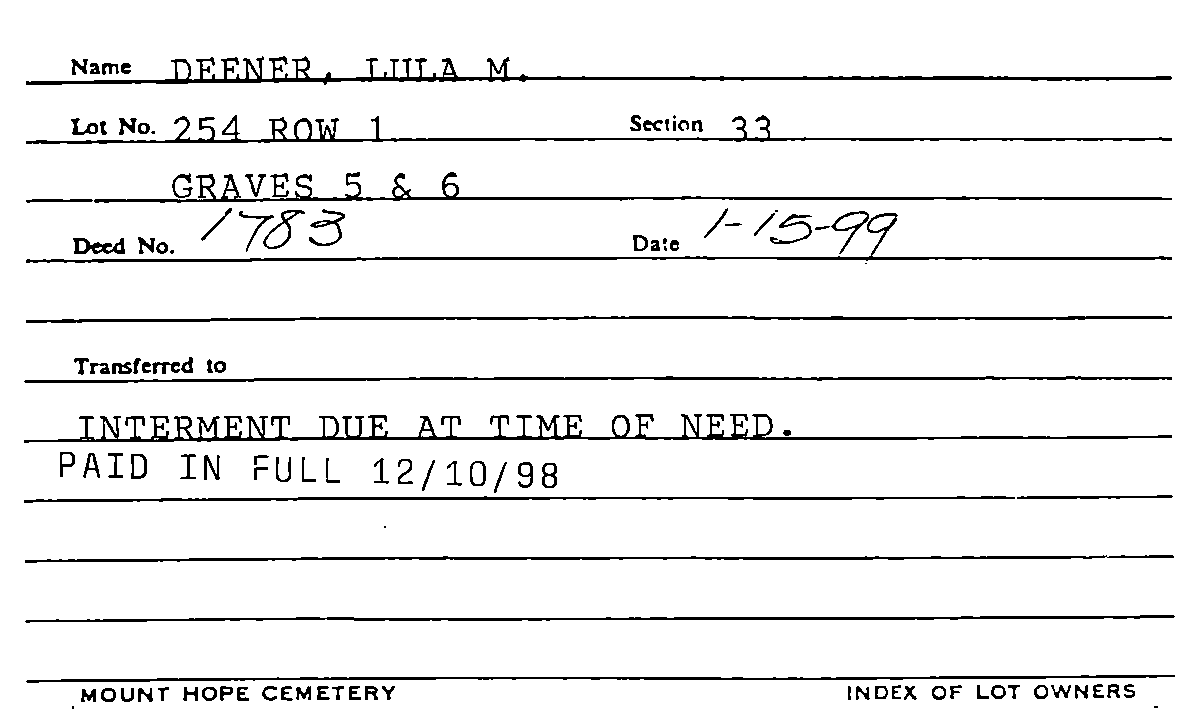 Name DEENER, LULA M.
Lot No. 254 ROW 1 Section 33
GRAVES 5 & 6
Deed No. 1783 Date 1-15-99
Transferred to
INTERMENT DUE AT TIME OF NEED.
PAID IN FULL 12/10/98
MOUNT HOPE CEMETERY INDEX OF LOT OWNERS